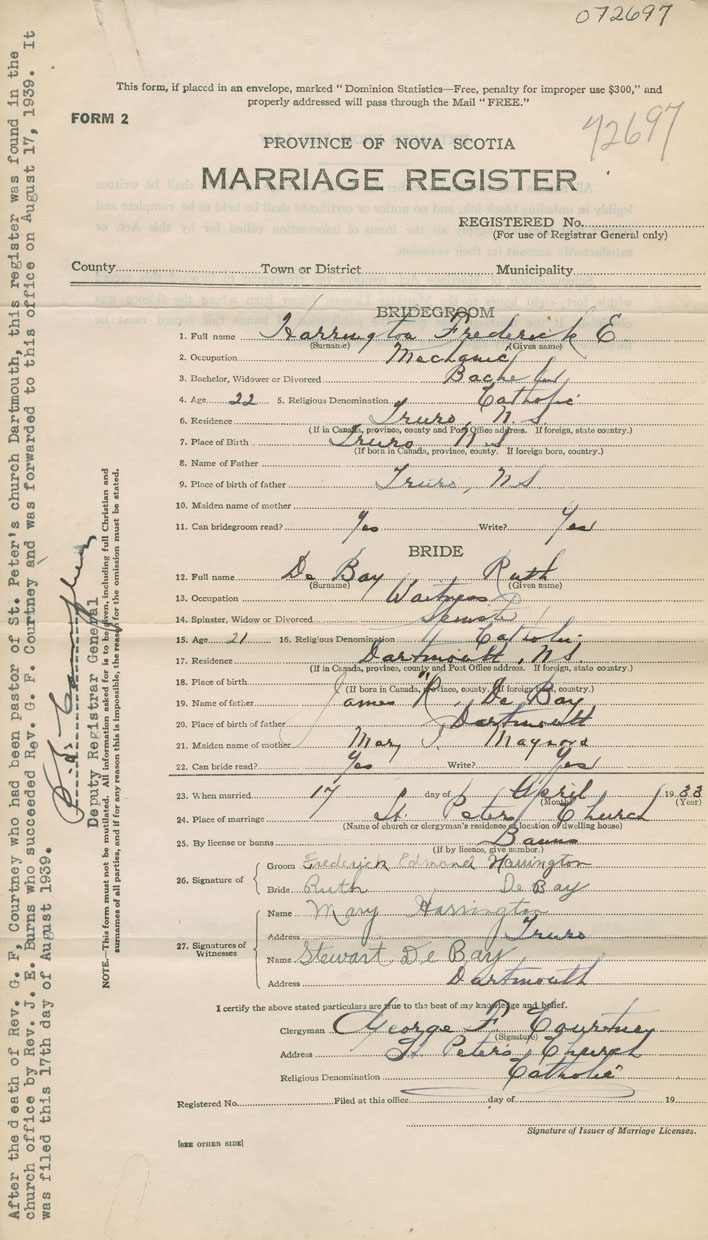 072697
This form, if placed in an envelope, marked "Dominion Statistics—Free, penalty for improper use $300," and
properly addressed will pass through the Mail "FREE."
FORM 2
72697
PROVINCE OF NOVA SCOTIA
MARRIAGE REGISTER
REGISTERED No.
(For use of Registrar General only)
County Town or District Municipality
BRIDEGROOM
1. Full name Harrington Frederick E.
(Surname) (Given name)
2. Occupation Mechanic
3. Bachelor, Widower or Divorced Bachelor
4. Age 22 5. Religious Denomination Catholic
6. Residence Truro, N.S.
(If in Canada, province, county and Post Office address. If foreign, state country.)
7. Place of Birth Truro N S
(If born in Canada, province, county. If foreign born, country.)
8. Name of Father
9. Place of birth of father Truro, N S.
10. Maiden name of mother
11. Can bridegroom read? Yes Write? Yes
BRIDE
12. Full name De Bay Ruth
(Surname) (Given name)
13. Occupation Waitress
14. Spinster, Widow or Divorced Spinster
15. Age 21 16. Religious Denomination Catholic
17. Residence Dartmouth, N.S.
(If in Canada, province, county and Post Office address. If foreign, state country.)
18. Place of birth "
(If born in Canada, province, county. If foreign born, country.)
19. Name of father James De Bay
20. Place of birth of father Dartmouth
21. Maiden name of mother Mary Maynord
22. Can bride read? Yes Write? Yes
23. When married 17 day of April 1933
(Month) (Year)
24. Place of marriage St. Peter's Church
(Name of church or clergyman's residence or location of dwelling house)
25. By license or banns Banns
(If by licence, give number.)
26. Signature of Groom Frederick Edmond Harrington
Bride Ruth De Bay
27. Signatures of Witnesses
Name Mary Harrington
Address Truro
Name Stewart De Bay
Address Dartmouth
I certify the above stated particulars are true to the best of my knowledge and belief.
Clergyman George F. Courtney
(Signature)
Address St Peter's Church
Religious Denomination Catholic
Registered No. Filed at this office day of 19
Signature of Issuer of Marriage Licenses.
[SEE OTHER SIDE]
NOTE.—This form must not be mutilated. All information asked for is to be given, including full Christian and
surnames of all parties, and if for any reason this is impossible, the reason for the omission must be stated.
Deputy Registrar General
After the death of Rev. G. F, Courtney who had been pastor of St. Peter's church Dartmouth, this register was found in the
church office by Rev. J. E. Burns who succeeded Rev. G. F. Courtney and was forwarded to this office on August 17, 1939. It
was filed this 17th day of August 1939.